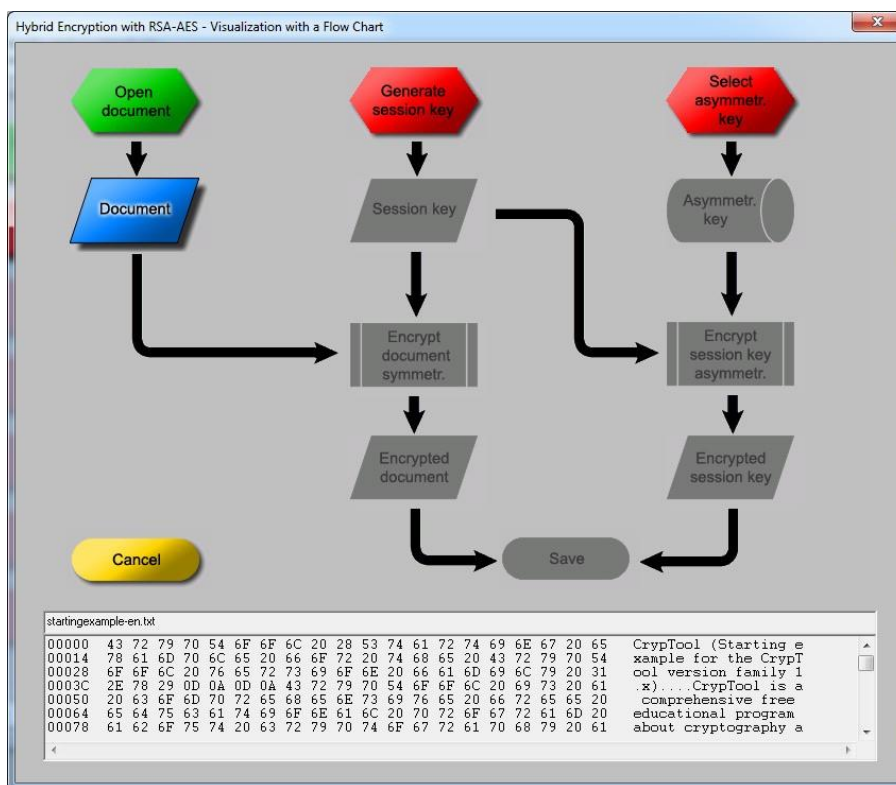 Hybrid Encryption with RSA-AES - Visualization with a Flow Chart
Open
document
Generate
session key
Select
asymmetr.
key
Document
Session key
Asymmetr.
key
Encrypt
document
symmetr.
Encrypt
session key
asymmetr.
Encrypted
document
Encrypted
session key
Cancel
Save
startingexample-en.txt
00000 43 72 79 70 54 6F 6F 6C 20 28 53 74 61 72 74 69 6E 67 20 65 CrypTool (Starting e
00014 78 61 6D 70 6C 65 20 66 6F 72 20 74 68 65 20 43 72 79 70 54 xample for the CrypT
00028 6F 6F 6C 20 76 65 72 73 69 6F 6E 20 66 61 6D 69 6C 79 20 31 ool version family 1
0003C 2E 78 29 0D 0A 0D 0A 43 72 79 70 54 6F 6F 6C 20 69 73 20 61 .x)....CrypTool is a
00050 20 63 6F 6D 70 72 65 68 65 6E 73 69 76 65 20 66 72 65 65 20 comprehensive free
00064 65 64 75 63 61 74 69 6F 6E 61 6C 20 70 72 6F 67 72 61 6D 20 educational program
00078 61 62 6F 75 74 20 63 72 79 70 74 6F 67 72 61 70 68 79 20 61 about cryptography a